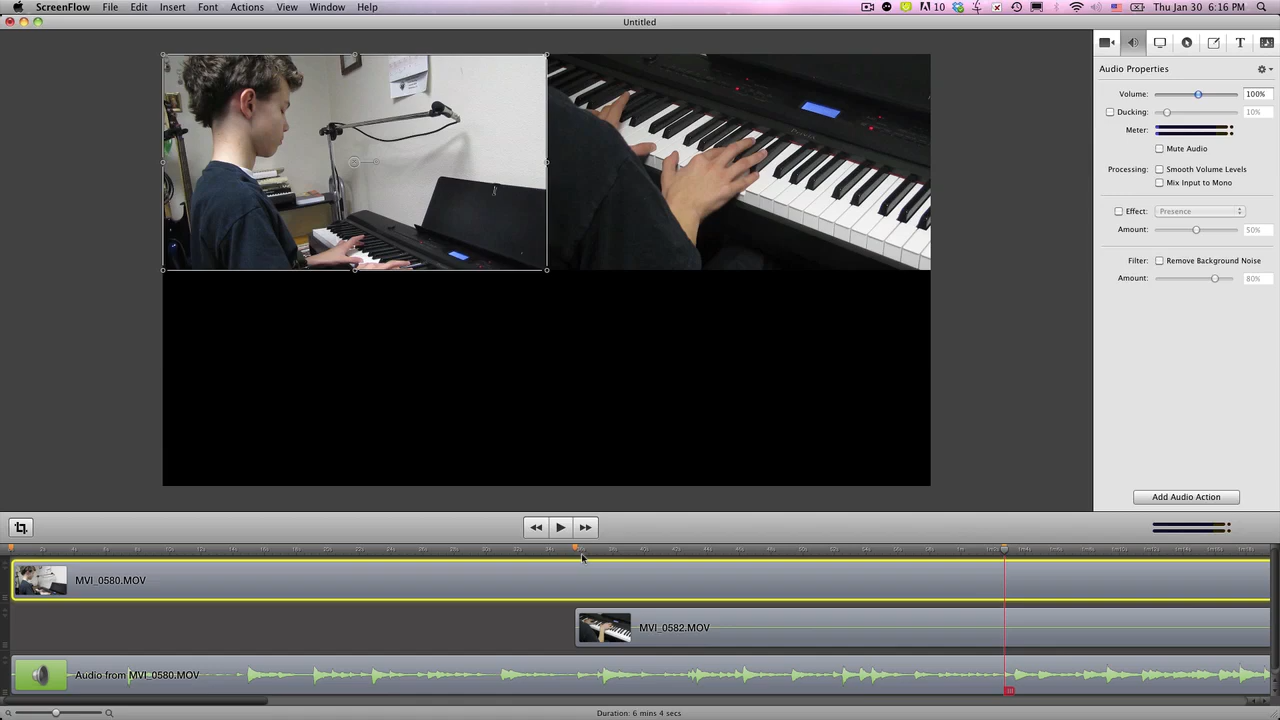 ScreenFlow File Edit Insert Font Actions View Window Help 10 Thu Jan 30 6:16 PM
Untitled
Audio Properties
Volume: 100%
Ducking: 10%
Meter:
Mute Audio
Processing: Smooth Volume Levels
Mix Input to Mono
Effect: Presence
Amount: 50%
Filter: Remove Background Noise
Amount: 80%
Add Audio Action
MVI_0580.MOV
MVI_0582.MOV
Audio from MVI_0580.MOV
Duration: 6 mins 4 secs